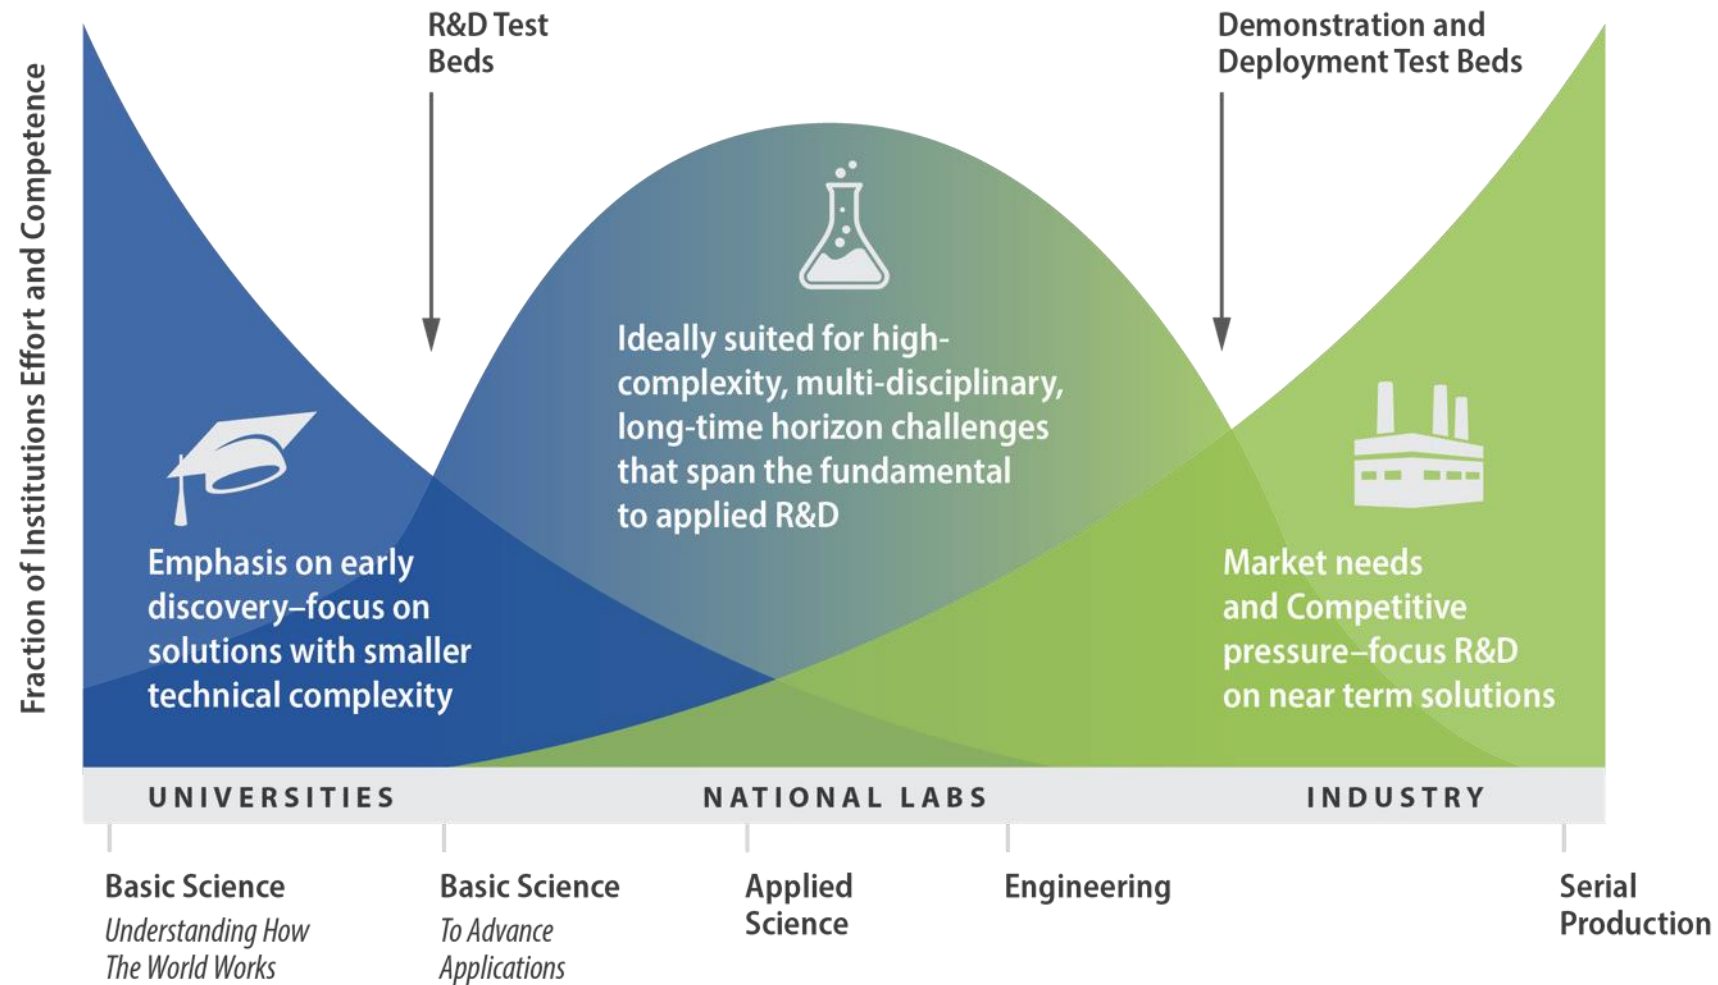 R&D Test
Beds
Demonstration and
Deployment Test Beds
Fraction of Institutions Effort and Competence
Ideally suited for high-
complexity, multi-disciplinary,
long-time horizon challenges
that span the fundamental
to applied R&D
Emphasis on early
discovery–focus on
solutions with smaller
technical complexity
Market needs
and Competitive
pressure–focus R&D
on near term solutions
UNIVERSITIES
NATIONAL LABS
INDUSTRY
Basic Science
Understanding How
The World Works
Basic Science
To Advance
Applications
Applied
Science
Engineering
Serial
Production